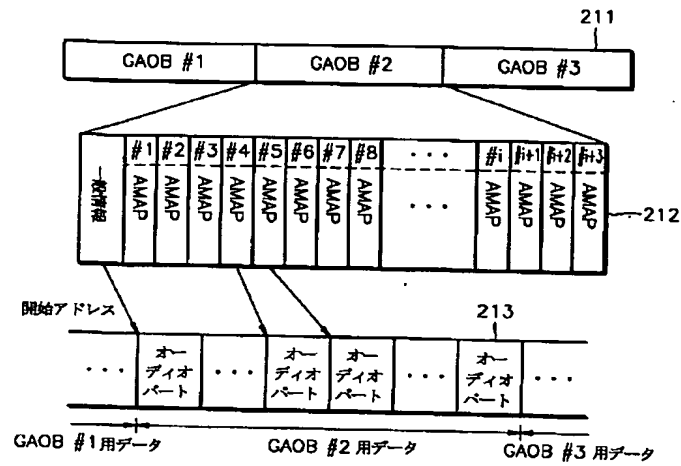 211
GAOB #1 GAOB #2 GAOB #3
#1 #2 #3 #4 #5 #6 #7 #8 ・・・ #i #i+1 #i+2 #i+3
一般情報 AMAP AMAP AMAP AMAP AMAP AMAP AMAP AMAP ・・・ AMAP AMAP AMAP AMAP
212
開始アドレス
213
・・・ オーディオパート ・・・ オーディオパート オーディオパート ・・・ オーディオパート ・・・
GAOB #1用データ GAOB #2用データ GAOB #3用データ